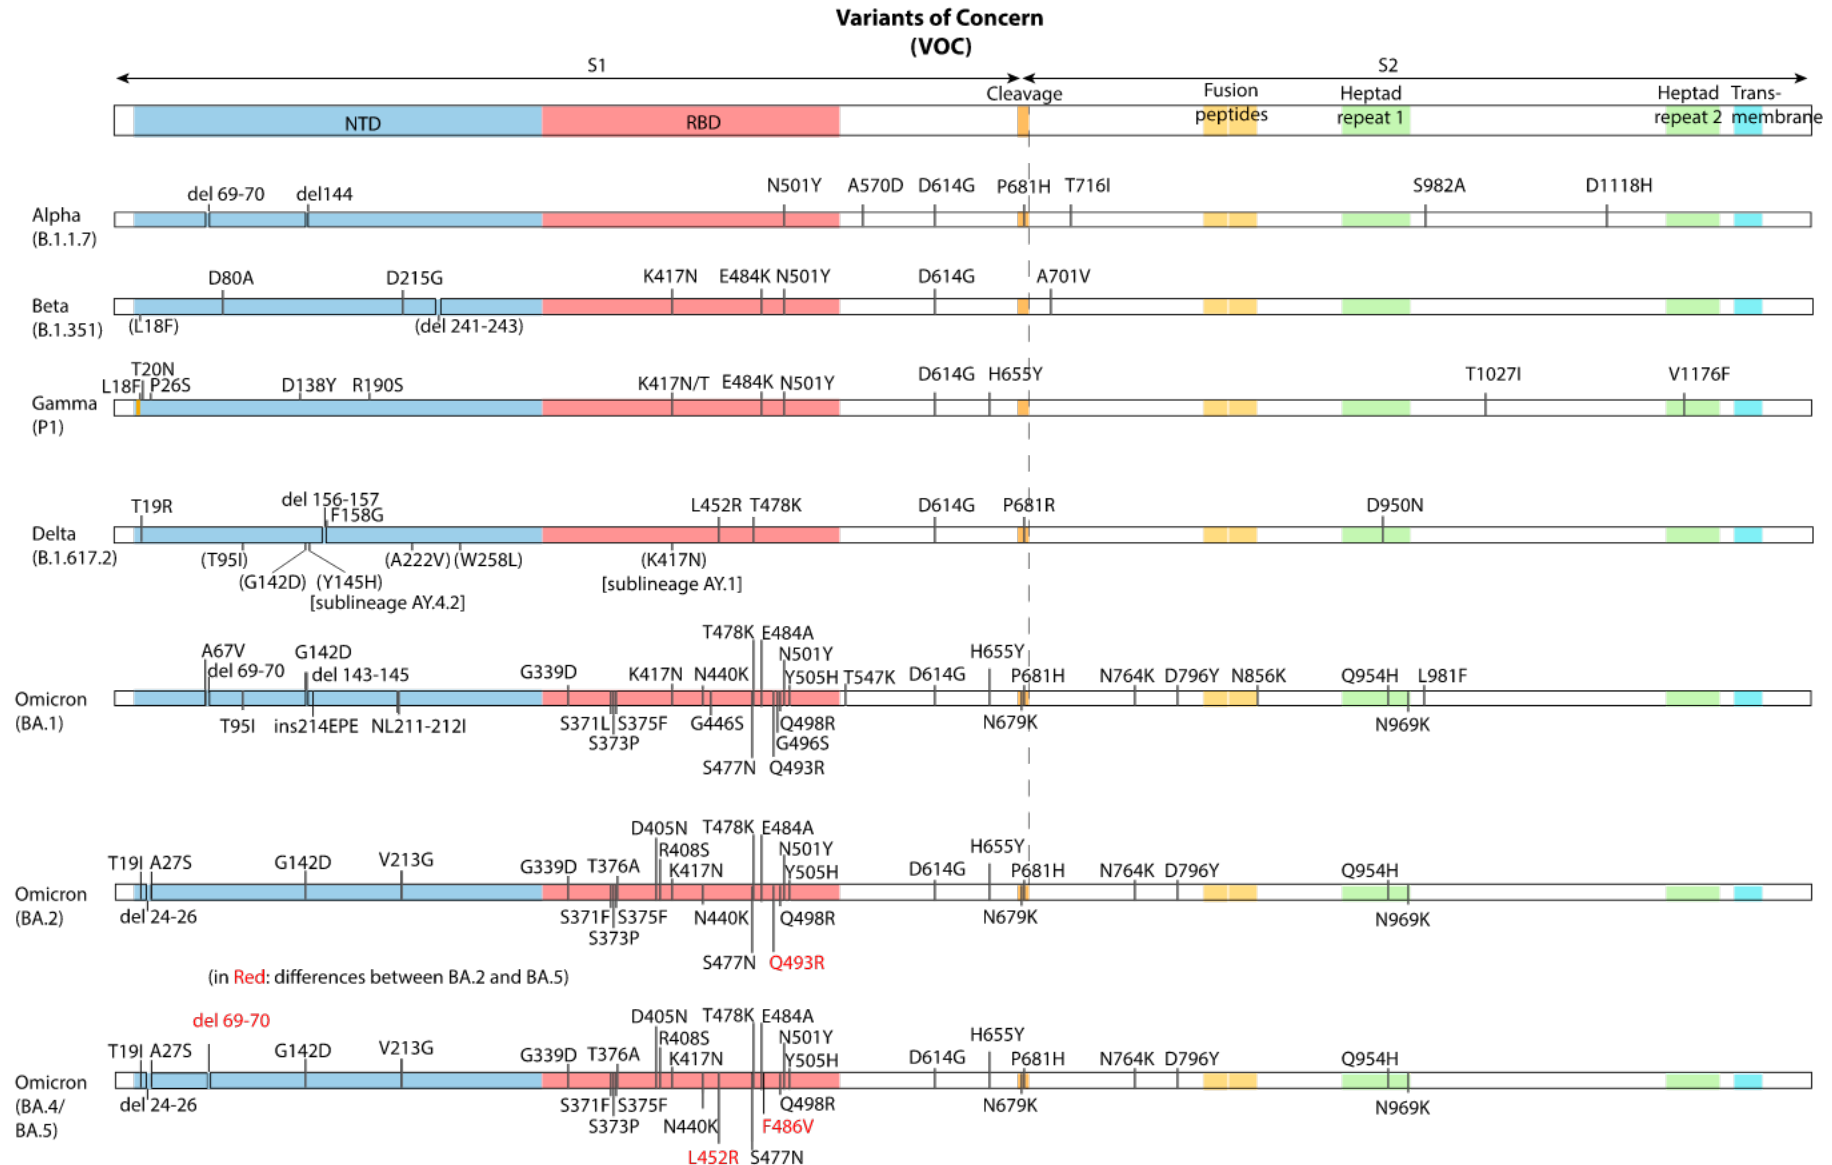 Variants of Concern
(VOC)
S1 S2
Cleavage Fusion peptides Heptad repeat 1 Heptad repeat 2 Trans-membrane
NTD RBD
Alpha
(B.1.1.7)
del 69-70 del144 N501Y A570D D614G P681H T716I S982A D1118H
Beta
(B.1.351)
D80A D215G K417N E484K N501Y D614G A701V
(L18F) (del 241-243)
Gamma
(P1)
T20N
L18F P26S D138Y R190S K417N/T E484K N501Y D614G H655Y T1027I V1176F
Delta
(B.1.617.2)
del 156-157
T19R F158G L452R T478K D614G P681R D950N
(T95I) (A222V) (W258L) (K417N)
(G142D) (Y145H) [sublineage AY.1]
[sublineage AY.4.2]
Omicron
(BA.1)
T478K E484A
A67V G142D N501Y H655Y
del 69-70 del 143-145 G339D K417N N440K Y505H T547K D614G P681H N764K D796Y N856K Q954H L981F
T95I ins214EPE NL211-212I S371L S375F G446S Q498R N679K N969K
S373P G496S
S477N Q493R
Omicron
(BA.2)
D405N T478K E484A
R408S N501Y H655Y
T19I A27S G142D V213G G339D T376A K417N Y505H D614G P681H N764K D796Y Q954H
del 24-26 S371F S375F N440K Q498R N679K N969K
S373P
S477N Q493R
(in Red: differences between BA.2 and BA.5)
Omicron
(BA.4/
BA.5)
del 69-70 D405N T478K E484A
R408S N501Y H655Y
T19I A27S G142D V213G G339D T376A K417N Y505H D614G P681H N764K D796Y Q954H
del 24-26 S371F S375F Q498R N679K N969K
S373P N440K F486V
L452R S477N